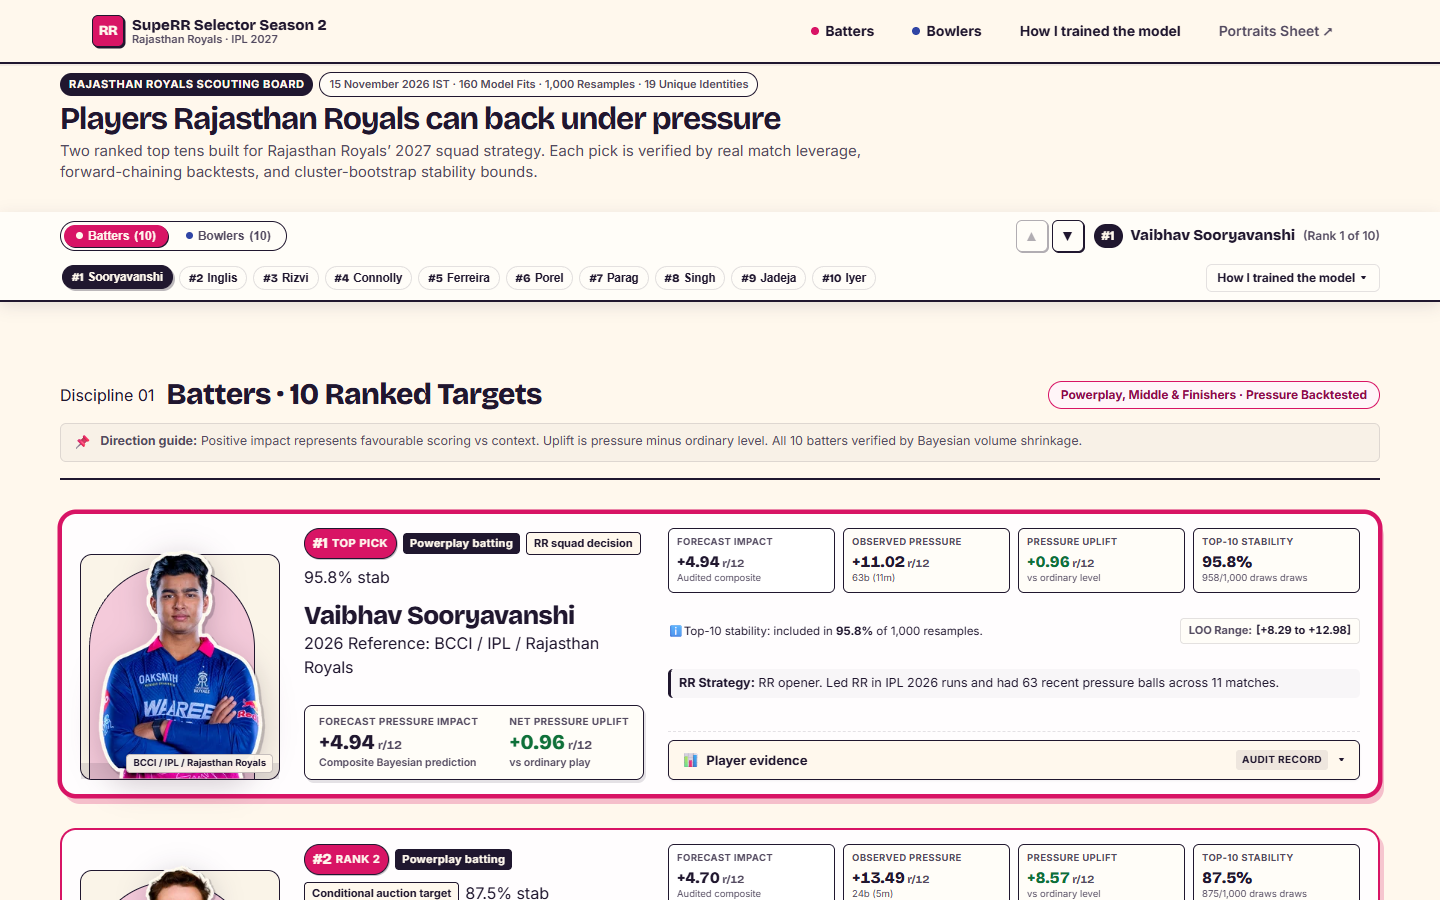 RR
SupeRR Selector Season 2
Rajasthan Royals · IPL 2027
Batters
Bowlers
How I trained the model
Portraits Sheet ↗
RAJASTHAN ROYALS SCOUTING BOARD
15 November 2026 IST · 160 Model Fits · 1,000 Resamples · 19 Unique Identities
Players Rajasthan Royals can back under pressure
Two ranked top tens built for Rajasthan Royals’ 2027 squad strategy. Each pick is verified by real match leverage,
forward-chaining backtests, and cluster-bootstrap stability bounds.
Batters (10)
Bowlers (10)
▲
▼
#1 Vaibhav Sooryavanshi (Rank 1 of 10)
#1 Sooryavanshi
#2 Inglis
#3 Rizvi
#4 Connolly
#5 Ferreira
#6 Porel
#7 Parag
#8 Singh
#9 Jadeja
#10 Iyer
How I trained the model ▾
Discipline 01 Batters · 10 Ranked Targets
Powerplay, Middle & Finishers · Pressure Backtested
📌 Direction guide: Positive impact represents favourable scoring vs context. Uplift is pressure minus ordinary level. All 10 batters verified by Bayesian volume shrinkage.
OAKSMITH
WAAREE
BCCI / IPL / Rajasthan Royals
#1 TOP PICK
Powerplay batting
RR squad decision
95.8% stab
Vaibhav Sooryavanshi
2026 Reference: BCCI / IPL / Rajasthan
Royals
FORECAST PRESSURE IMPACT
+4.94 r/12
Composite Bayesian prediction
NET PRESSURE UPLIFT
+0.96 r/12
vs ordinary play
FORECAST IMPACT
+4.94 r/12
Audited composite
OBSERVED PRESSURE
+11.02 r/12
63b (11m)
PRESSURE UPLIFT
+0.96 r/12
vs ordinary level
TOP-10 STABILITY
95.8%
958/1,000 draws draws
ℹ️ Top-10 stability: included in 95.8% of 1,000 resamples.
LOO Range: [+8.29 to +12.98]
RR Strategy: RR opener. Led RR in IPL 2026 runs and had 63 recent pressure balls across 11 matches.
📊 Player evidence
AUDIT RECORD ▾
#2 RANK 2
Powerplay batting
Conditional auction target
87.5% stab
FORECAST IMPACT
+4.70 r/12
Audited composite
OBSERVED PRESSURE
+13.49 r/12
24b (5m)
PRESSURE UPLIFT
+8.57 r/12
vs ordinary level
TOP-10 STABILITY
87.5%
875/1,000 draws draws